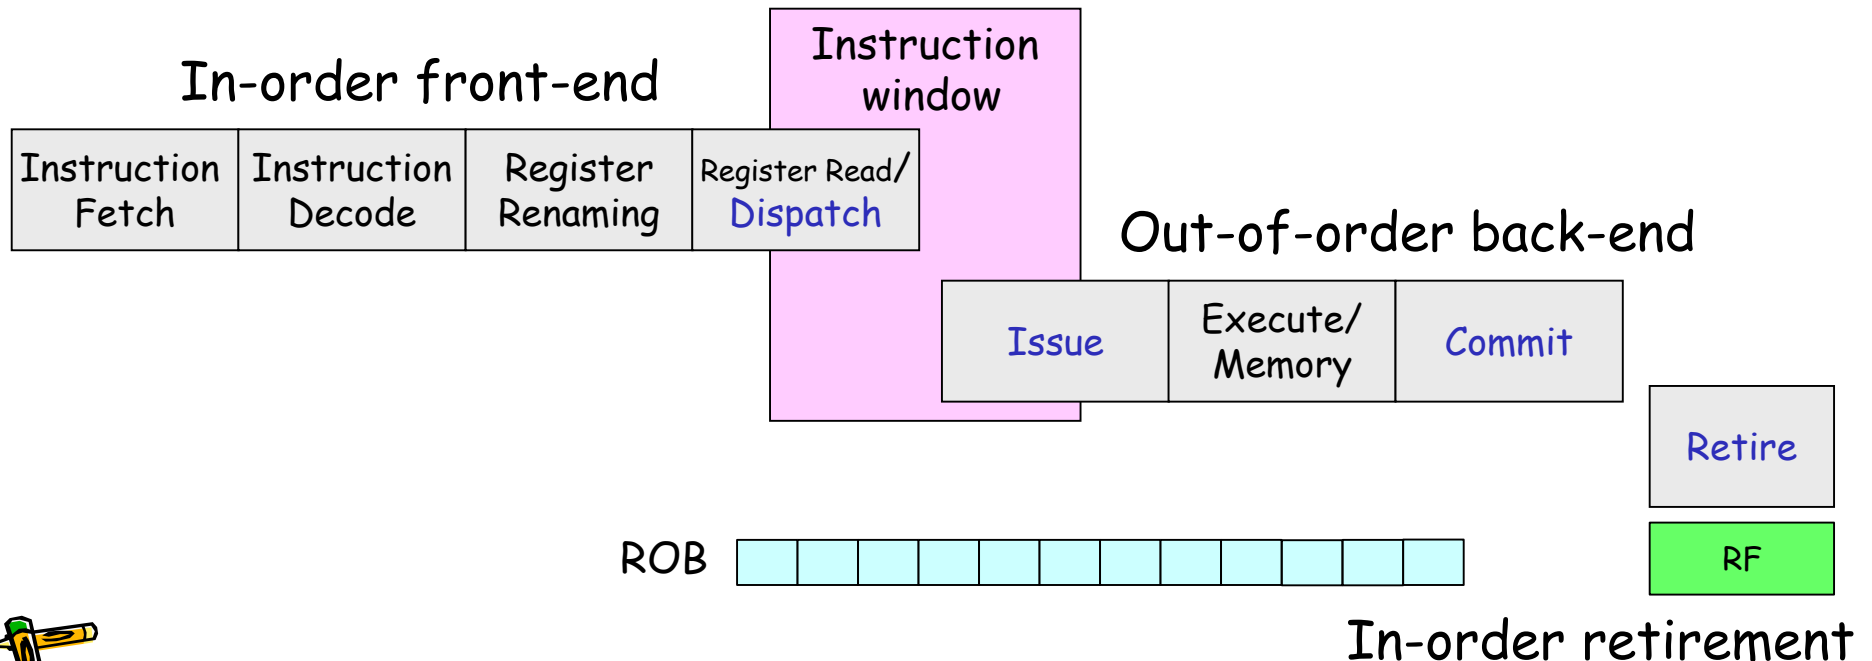 Instruction
window
In-order front-end
Instruction
Fetch
Instruction
Decode
Register
Renaming
Register Read/
Dispatch
Out-of-order back-end
Issue
Execute/
Memory
Commit
Retire
ROB
RF
In-order retirement